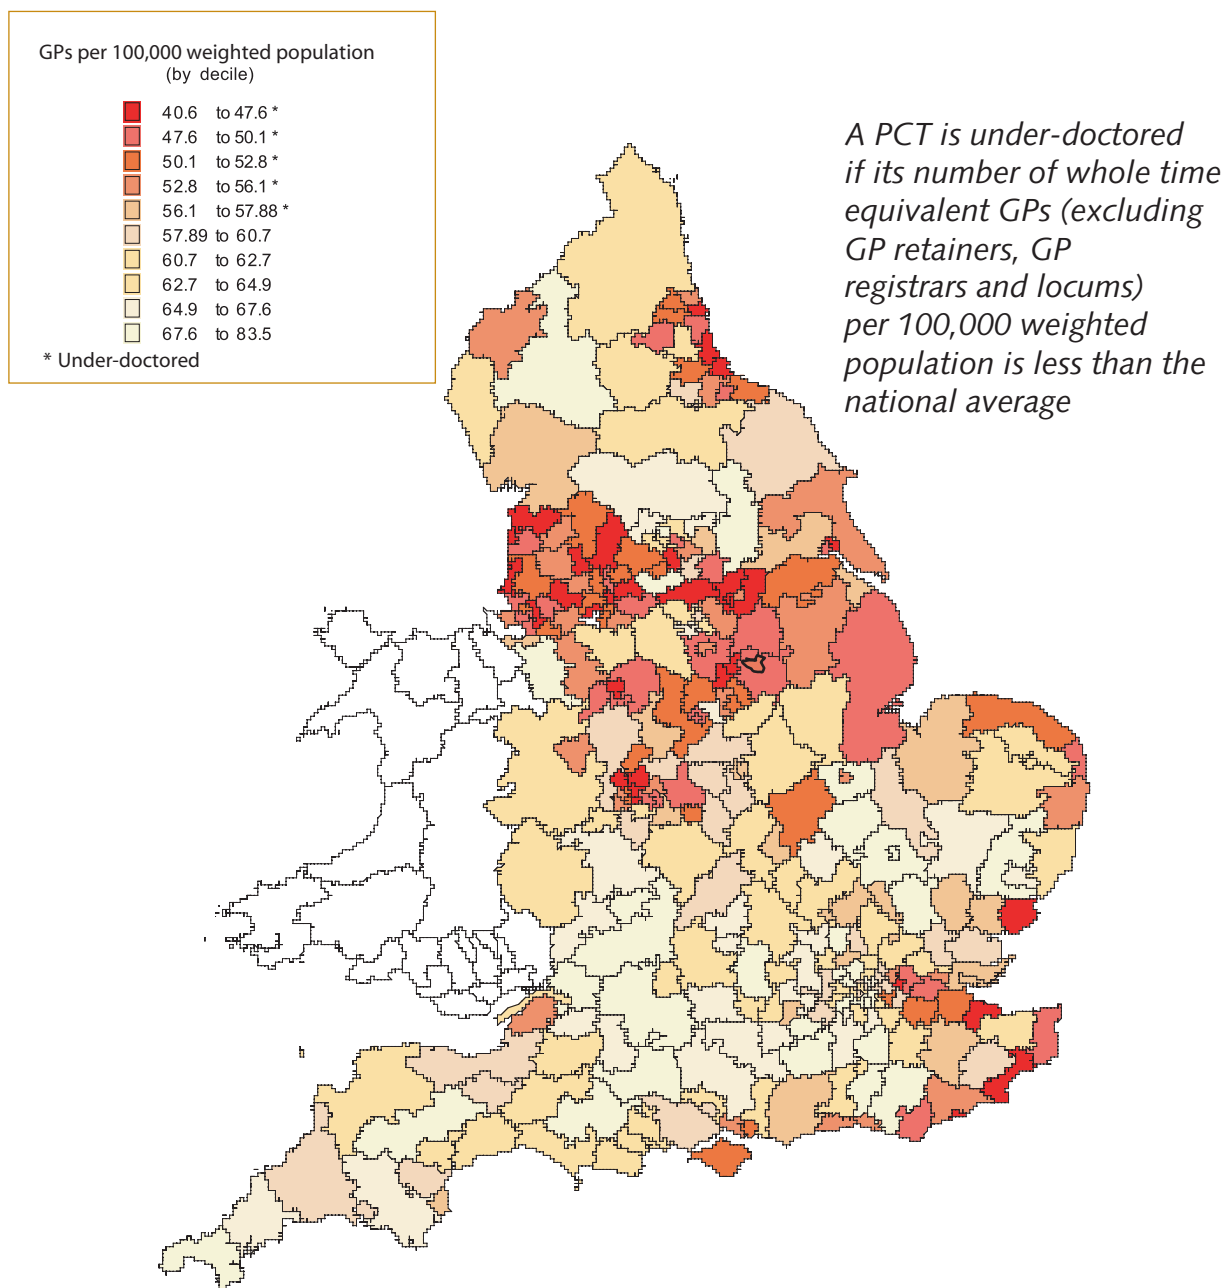 GPs per 100,000 weighted population
(by decile)
40.6 to 47.6 *
47.6 to 50.1 *
50.1 to 52.8 *
52.8 to 56.1 *
56.1 to 57.88 *
57.89 to 60.7
60.7 to 62.7
62.7 to 64.9
64.9 to 67.6
67.6 to 83.5
* Under-doctored
A PCT is under-doctored
if its number of whole time
equivalent GPs (excluding
GP retainers, GP
registrars and locums)
per 100,000 weighted
population is less than the
national average